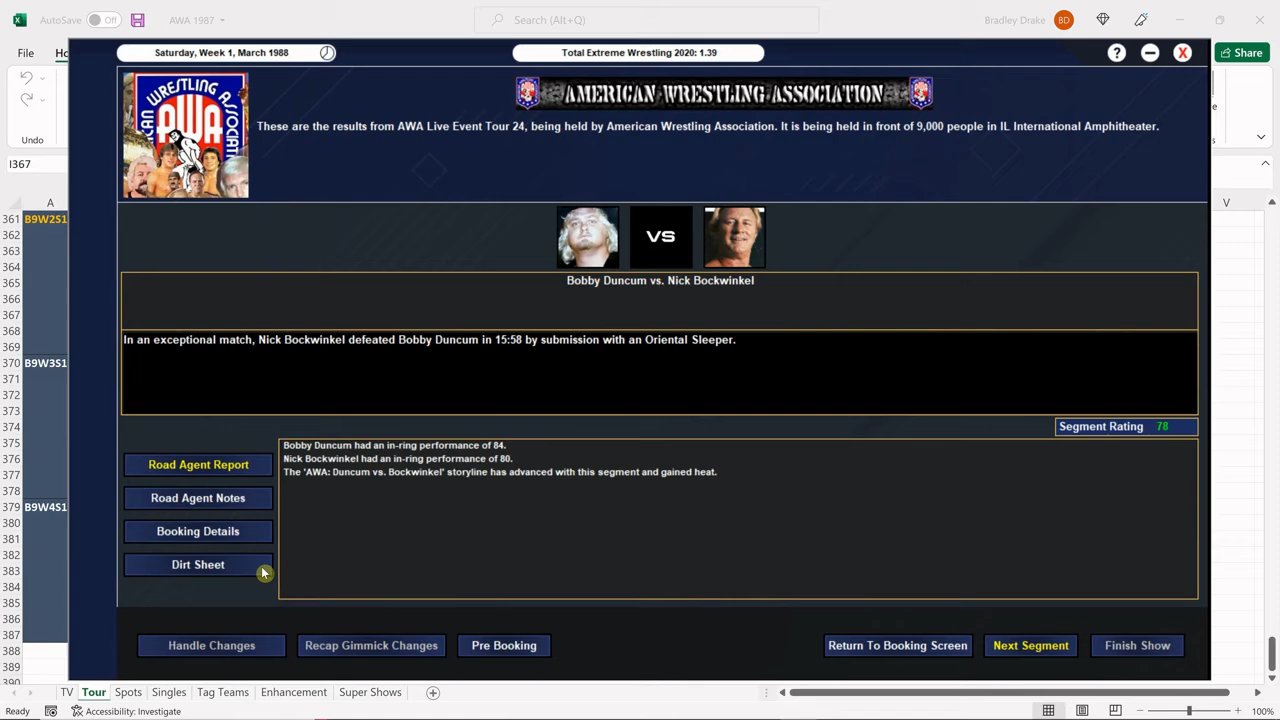 AutoSave Off
AWA 1987
Search (Alt+Q)
Bradley Drake BD
File
Ho
Share
Undo
I367
Saturday, Week 1, March 1988
Total Extreme Wrestling 2020: 1.39
? X
AMERICAN WRESTLING ASSOCIATION
AWA
These are the results from AWA Live Event Tour 24, being held by American Wrestling Association. It is being held in front of 9,000 people in IL International Amphitheater.
A
V
361 B9W2S1
362
363
364
365
366
367
368
369
370 B9W3S1
371
372
373
374
375
376
377
378
379 B9W4S1
380
381
382
383
384
385
386
387
388
389
390
VS
Bobby Duncum vs. Nick Bockwinkel
In an exceptional match, Nick Bockwinkel defeated Bobby Duncum in 15:58 by submission with an Oriental Sleeper.
Segment Rating 78
Road Agent Report
Road Agent Notes
Booking Details
Dirt Sheet
Bobby Duncum had an in-ring performance of 84.
Nick Bockwinkel had an in-ring performance of 80.
The 'AWA: Duncum vs. Bockwinkel' storyline has advanced with this segment and gained heat.
Handle Changes
Recap Gimmick Changes
Pre Booking
Return To Booking Screen
Next Segment
Finish Show
TV
Tour
Spots
Singles
Tag Teams
Enhancement
Super Shows
Ready
Accessibility: Investigate
100%